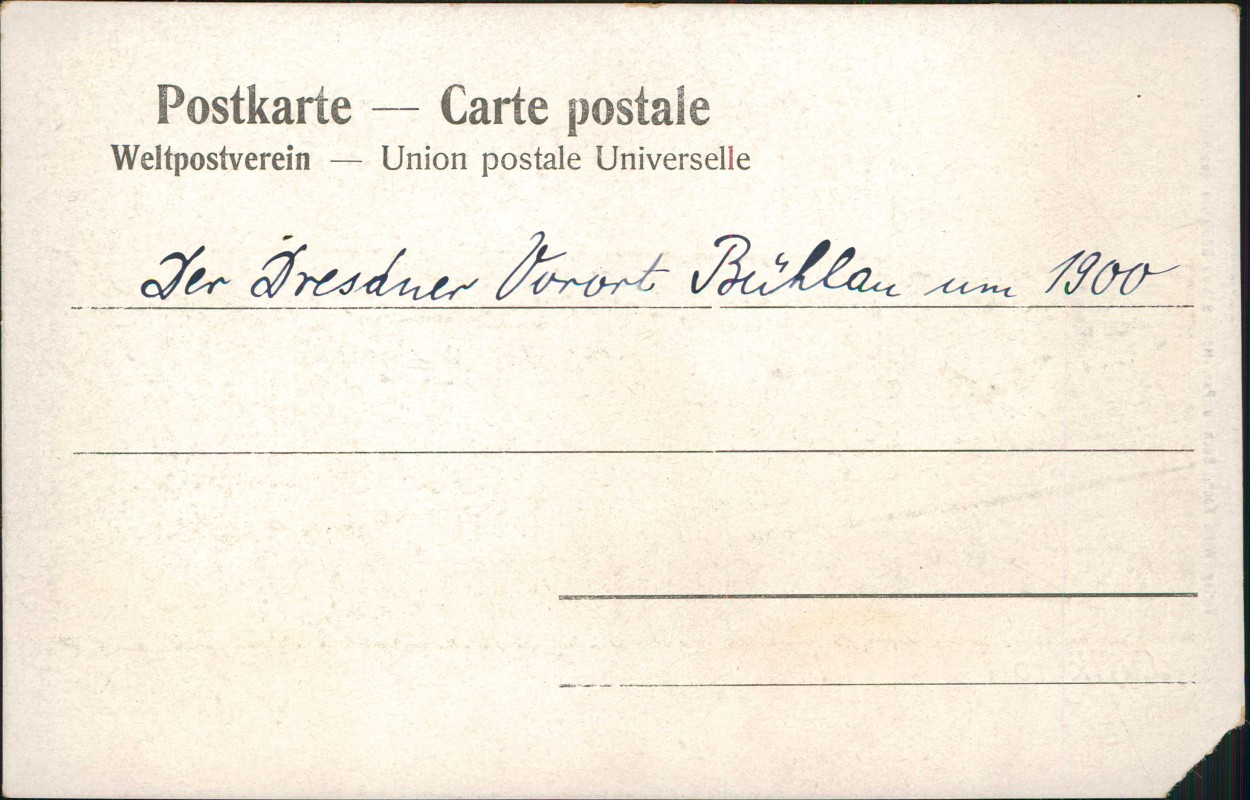 Postkarte — Carte postale
Weltpostverein — Union postale Universelle
Der Dresdner Vorort Bühlau um 1900